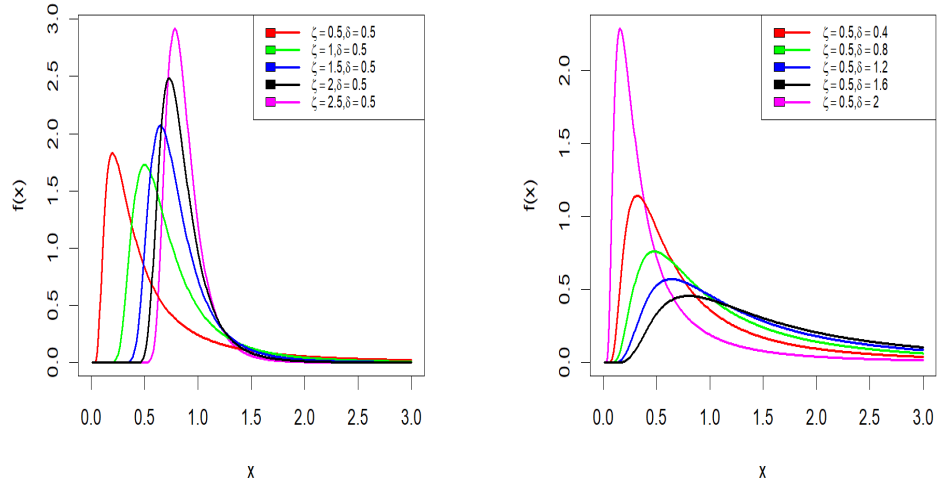 ζ = 0.5,δ = 0.5
ζ = 1,δ = 0.5
ζ = 1.5,δ = 0.5
ζ = 2,δ = 0.5
ζ = 2.5,δ = 0.5
f(x)
0.0 0.5 1.0 1.5 2.0 2.5 3.0
0.0 0.5 1.0 1.5 2.0 2.5 3.0
x
ζ = 0.5,δ = 0.4
ζ = 0.5,δ = 0.8
ζ = 0.5,δ = 1.2
ζ = 0.5,δ = 1.6
ζ = 0.5,δ = 2
f(x)
0.0 0.5 1.0 1.5 2.0
0.0 0.5 1.0 1.5 2.0 2.5 3.0
x